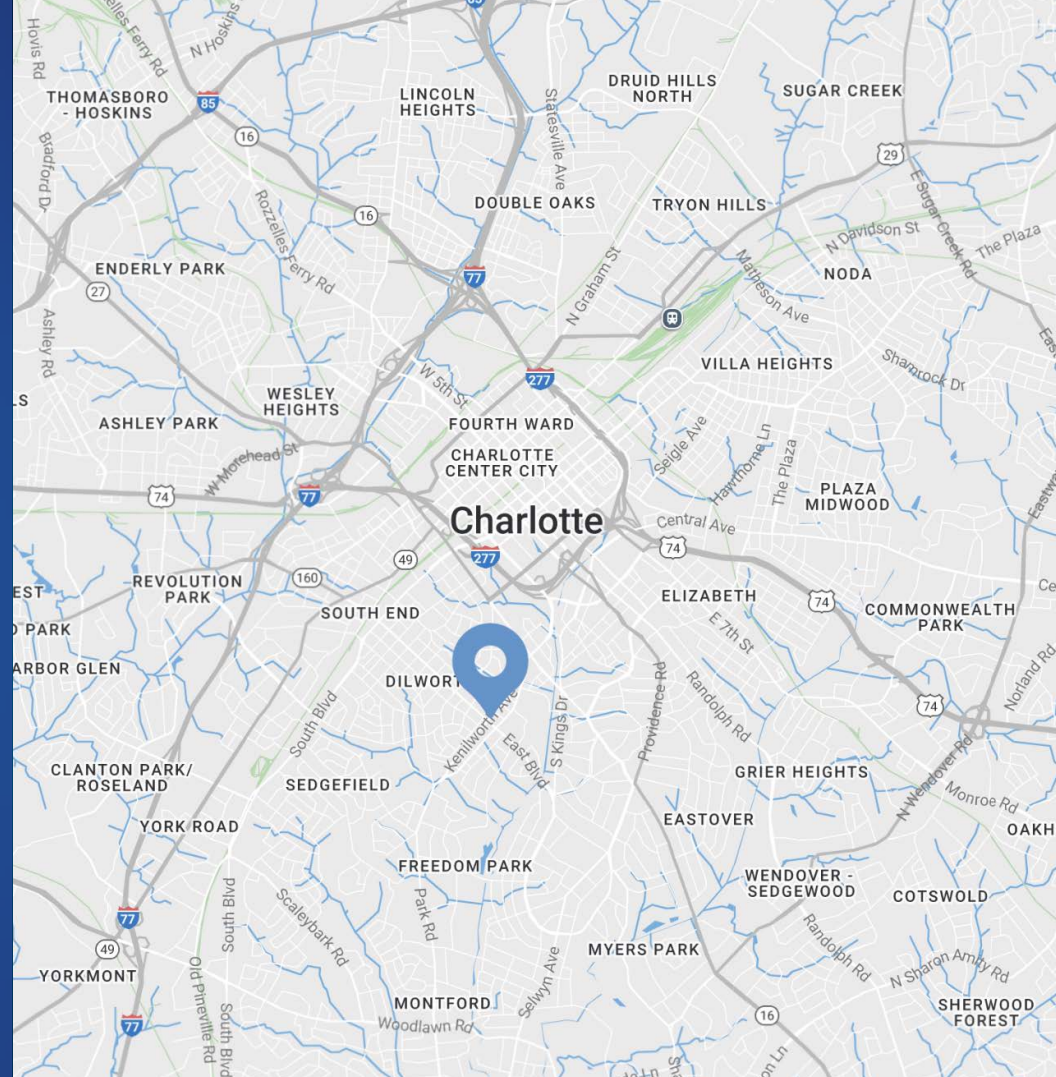 85
Hovis Rd
Rozzelles Ferry Rd
N Hoskins
THOMASBORO
- HOSKINS
85
16
LINCOLN
HEIGHTS
Statesville Ave
DRUID HILLS
NORTH
SUGAR CREEK
29
Bradford Dr
Rozzelles Ferry Rd
16
DOUBLE OAKS
TRYON HILLS
E Sugar Creek Rd
N Davidson St
The Plaza
ENDERLY PARK
27
77
N Graham St
Matheson Ave
NODA
Ashley Rd
VILLA HEIGHTS
Shamrock Dr
277
W 5th St
WESLEY
HEIGHTS
ASHLEY PARK
FOURTH WARD
W Morehead St
CHARLOTTE
CENTER CITY
Seigle Ave
Hawthorne Ln
The Plaza
74
77
PLAZA
MIDWOOD
Charlotte
Central Ave
74
49
277
REVOLUTION
PARK
160
SOUTH END
ELIZABETH
74
COMMONWEALTH
PARK
E 7th St
EST
PARK
ARBOR GLEN
DILWORT
Kenilworth Ave
East Blvd
S Kings Dr
Providence Rd
Randolph Rd
Norland Rd
74
South Blvd
CLANTON PARK/
ROSELAND
SEDGEFIELD
GRIER HEIGHTS
N Wendover Rd
Monroe Rd
YORK ROAD
EASTOVER
OAKH
FREEDOM PARK
WENDOVER -
SEDGEWOOD
COTSWOLD
South Blvd
Scaleybark Rd
Park Rd
77
49
YORKMONT
Old Pineville Rd
MYERS PARK
Selwyn Ave
Randolph Rd
N Sharon Amity Rd
MONTFORD
Woodlawn Rd
77
South Blvd
16
SHERWOOD
FOREST